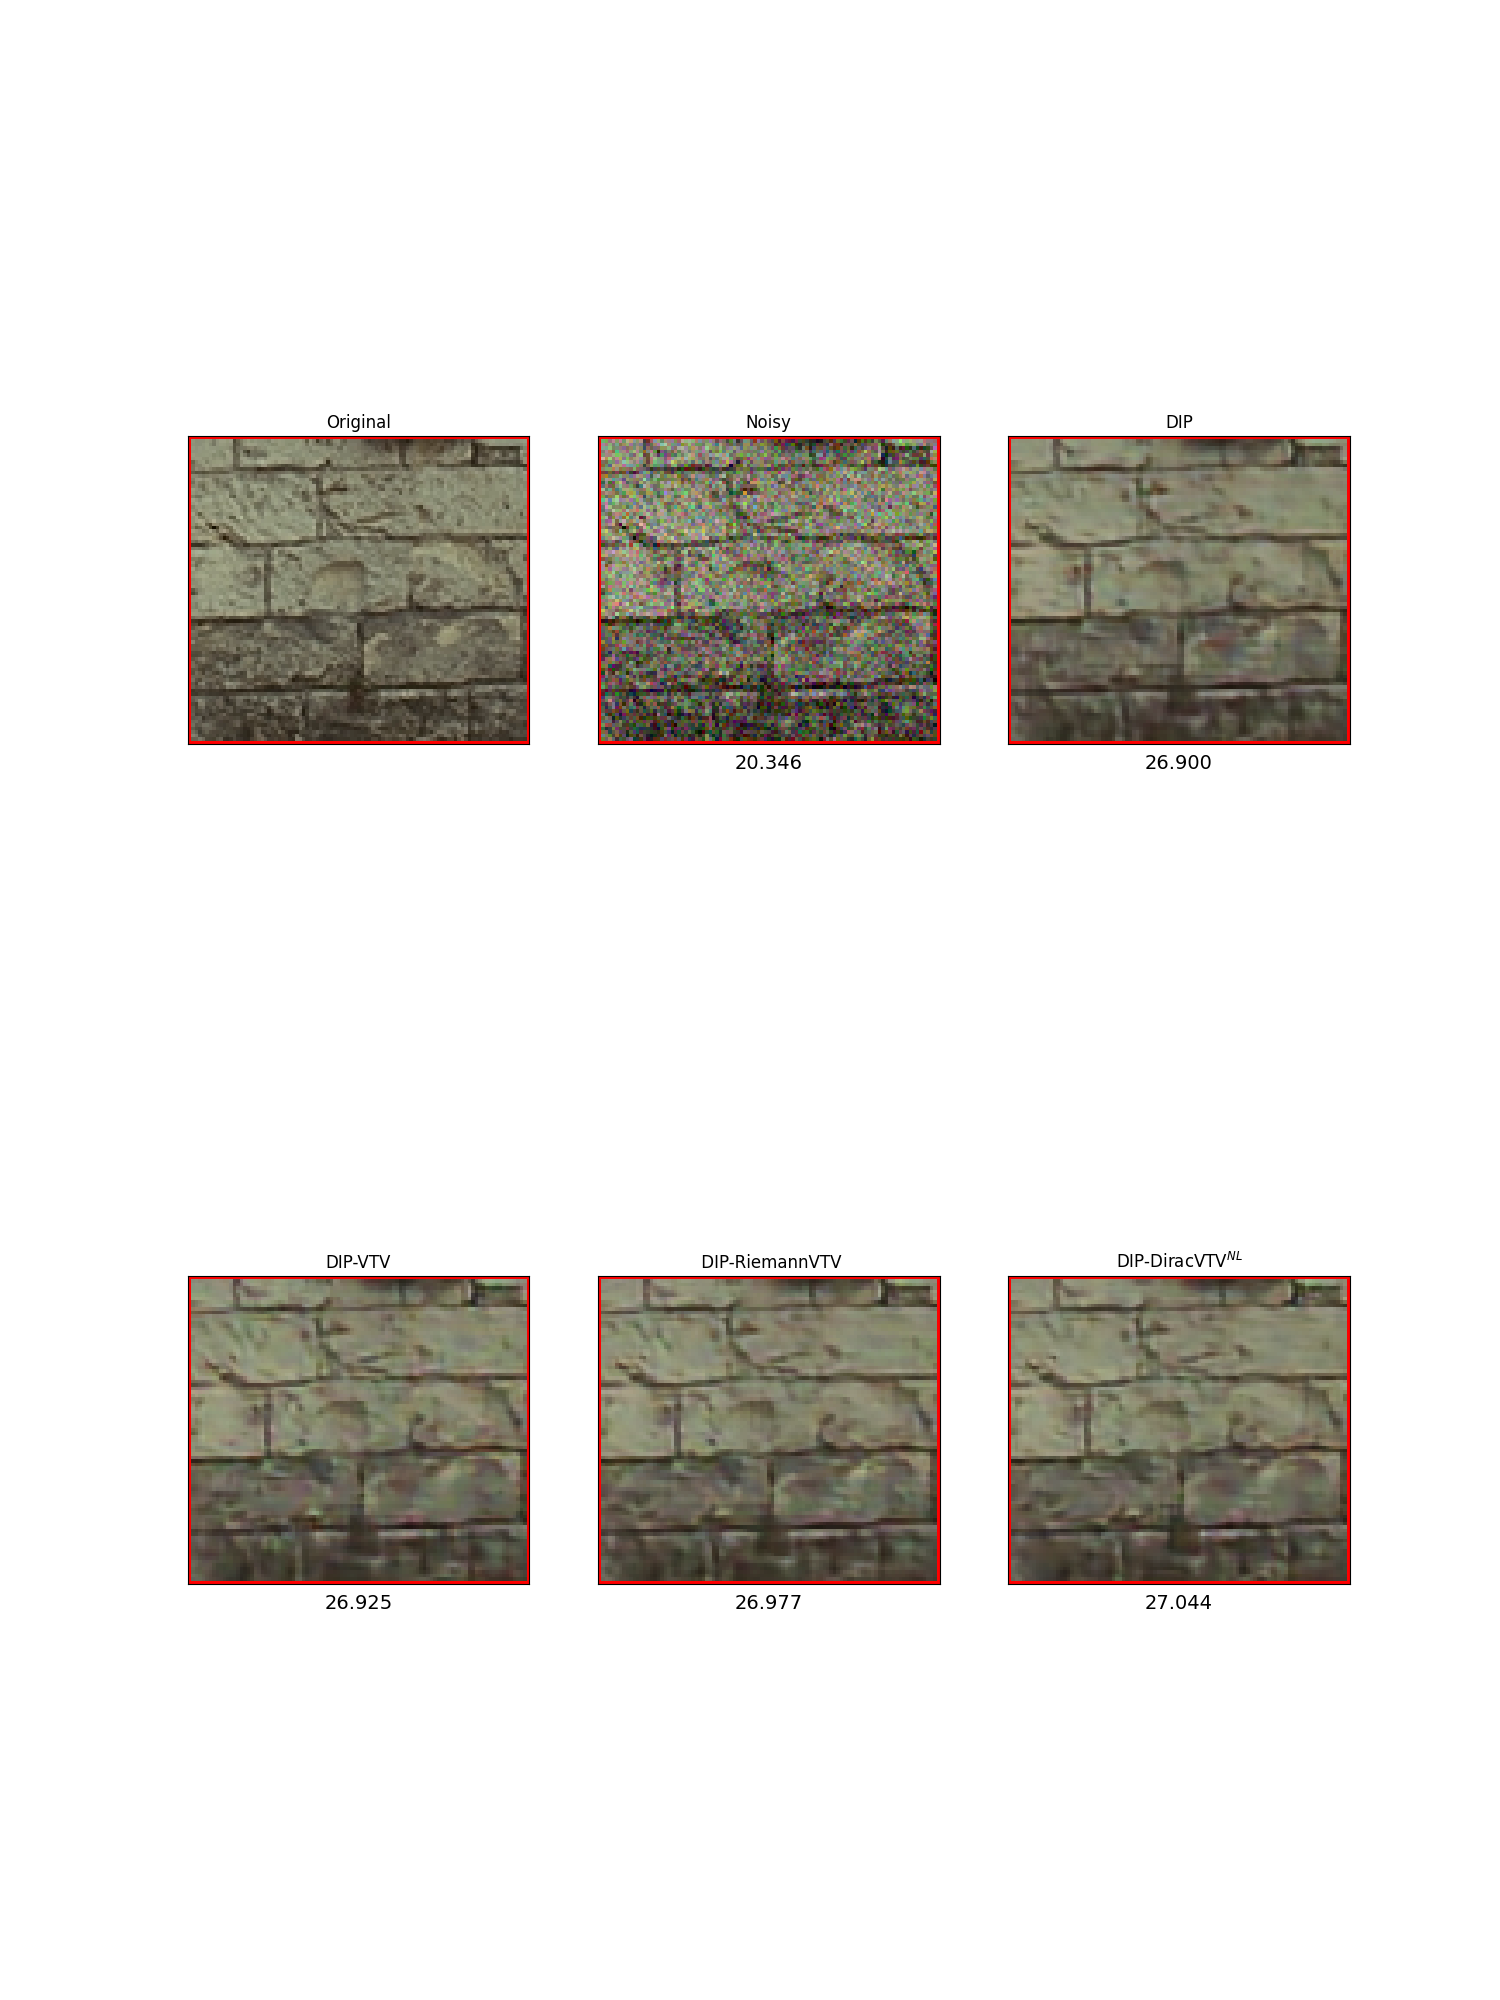 Original
Noisy
DIP
20.346
26.900
DIP-VTV
DIP-RiemannVTV
DIP-DiracVTV^{NL}
26.925
26.977
27.044